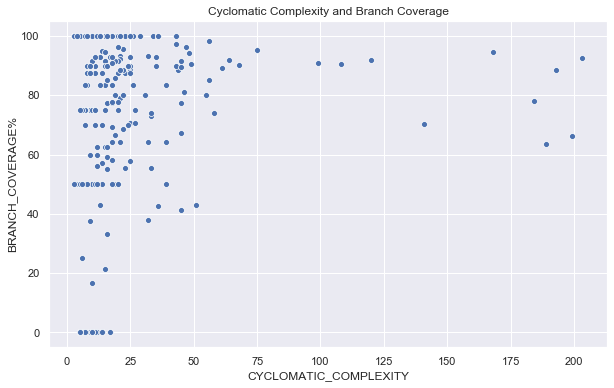 Cyclomatic Complexity and Branch Coverage
100
80
60
40
20
0
BRANCH_COVERAGE%
0 25 50 75 100 125 150 175 200
CYCLOMATIC_COMPLEXITY